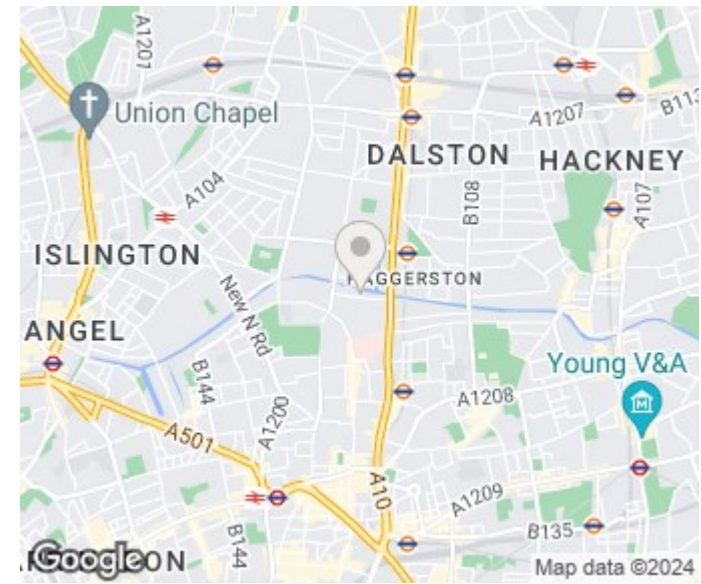 A1207
Union Chapel
A1207
B113
DALSTON
HACKNEY
A104
B108
A107
ISLINGTON
HAGGERSTON
New N Rd
ANGEL
Young V&A
B144
A1200
A1208
A501
A10
A1209
B144
B135
Google
ON
Map data ©2024